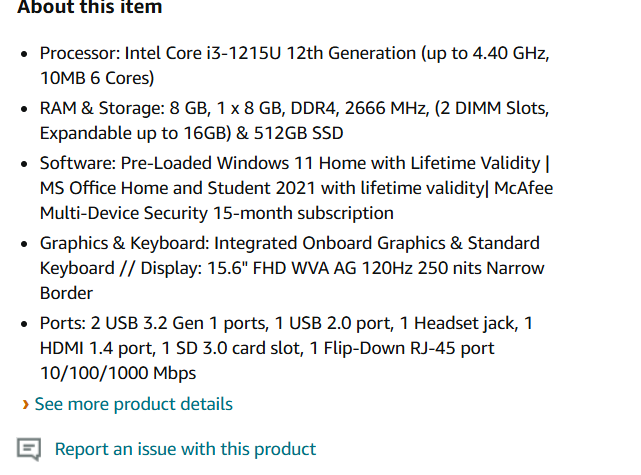 About this item
• Processor: Intel Core i3-1215U 12th Generation (up to 4.40 GHz,
10MB 6 Cores)
• RAM & Storage: 8 GB, 1 x 8 GB, DDR4, 2666 MHz, (2 DIMM Slots,
Expandable up to 16GB) & 512GB SSD
• Software: Pre-Loaded Windows 11 Home with Lifetime Validity |
MS Office Home and Student 2021 with lifetime validity| McAfee
Multi-Device Security 15-month subscription
• Graphics & Keyboard: Integrated Onboard Graphics & Standard
Keyboard // Display: 15.6" FHD WVA AG 120Hz 250 nits Narrow
Border
• Ports: 2 USB 3.2 Gen 1 ports, 1 USB 2.0 port, 1 Headset jack, 1
HDMI 1.4 port, 1 SD 3.0 card slot, 1 Flip-Down RJ-45 port
10/100/1000 Mbps
› See more product details
Report an issue with this product